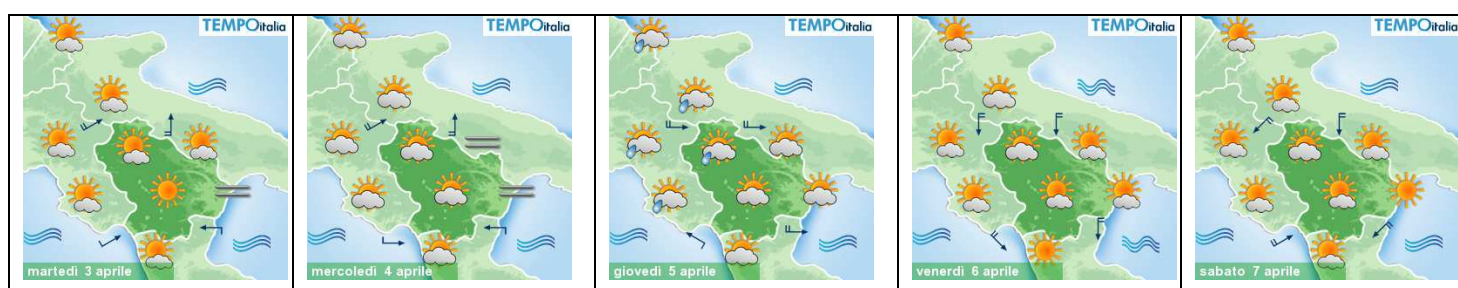 TEMPOitalia
martedì 3 aprile
TEMPOitalia
mercoledì 4 aprile
TEMPOitalia
giovedì 5 aprile
TEMPOitalia
venerdì 6 aprile
TEMPOitalia
sabato 7 aprile